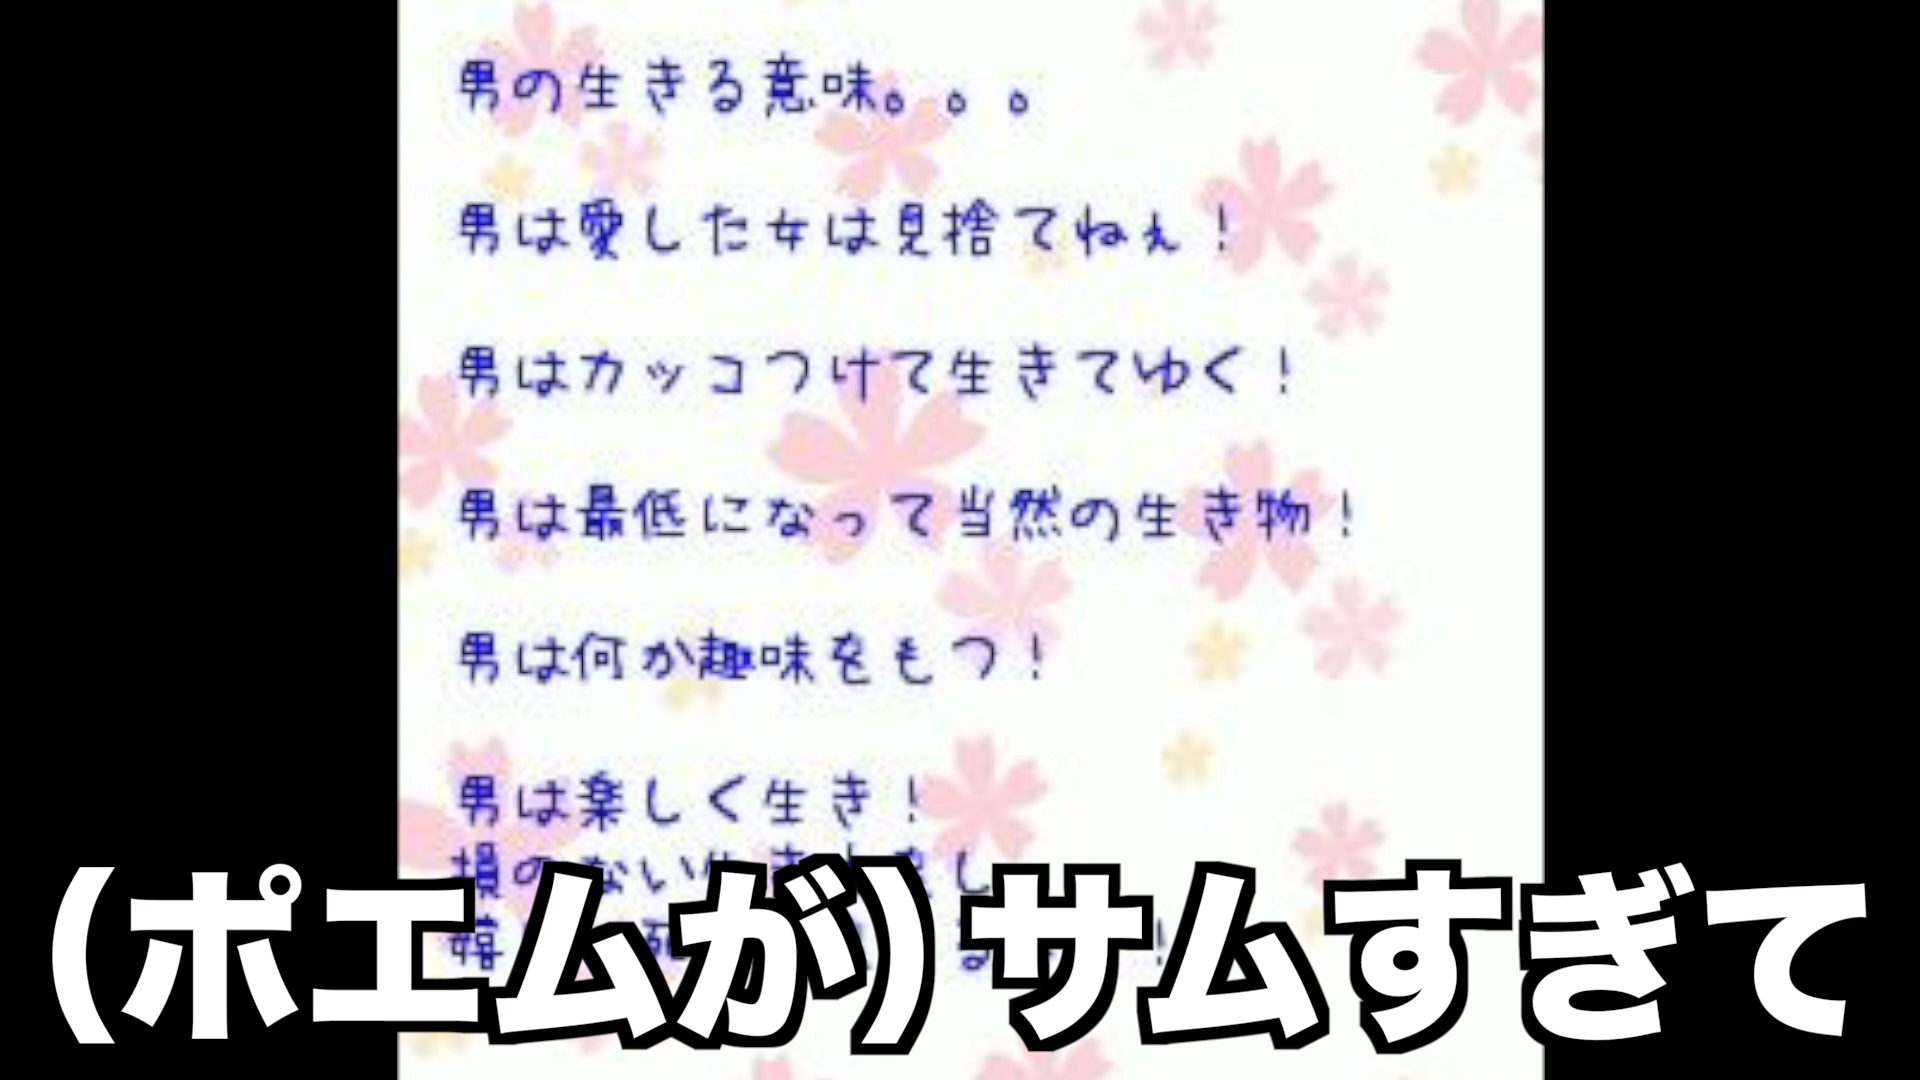 男の生きる意味。。。
男は愛した女は見捨てねぇ！
男はカッコつけて生きてゆく！
男は最低になって当然の生き物！
男は何か趣味をもつ！
男は楽しく生き！
(ポエムが)サムすぎて